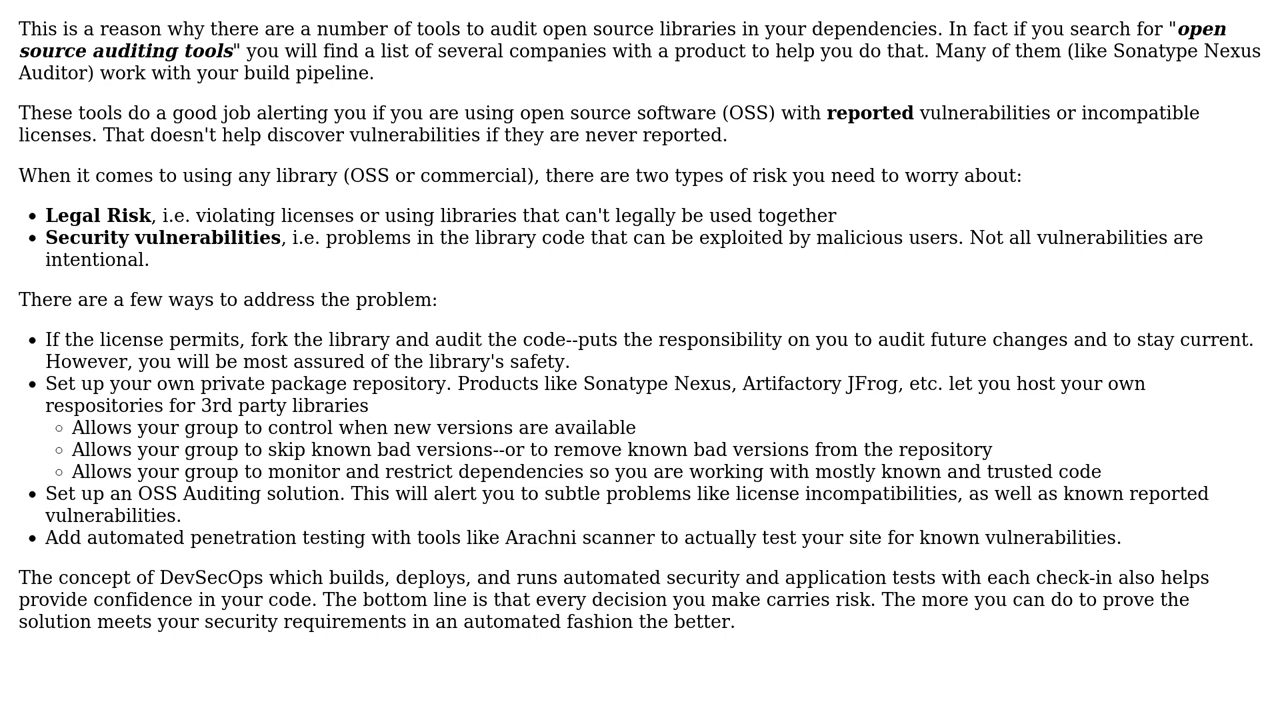 This is a reason why there are a number of tools to audit open source libraries in your dependencies. In fact if you search for "open
source auditing tools" you will find a list of several companies with a product to help you do that. Many of them (like Sonatype Nexus
Auditor) work with your build pipeline.
These tools do a good job alerting you if you are using open source software (OSS) with reported vulnerabilities or incompatible
licenses. That doesn't help discover vulnerabilities if they are never reported.
When it comes to using any library (OSS or commercial), there are two types of risk you need to worry about:
• Legal Risk, i.e. violating licenses or using libraries that can't legally be used together
• Security vulnerabilities, i.e. problems in the library code that can be exploited by malicious users. Not all vulnerabilities are
intentional.
There are a few ways to address the problem:
• If the license permits, fork the library and audit the code--puts the responsibility on you to audit future changes and to stay current.
However, you will be most assured of the library's safety.
• Set up your own private package repository. Products like Sonatype Nexus, Artifactory JFrog, etc. let you host your own
respositories for 3rd party libraries
◦ Allows your group to control when new versions are available
◦ Allows your group to skip known bad versions--or to remove known bad versions from the repository
◦ Allows your group to monitor and restrict dependencies so you are working with mostly known and trusted code
• Set up an OSS Auditing solution. This will alert you to subtle problems like license incompatibilities, as well as known reported
vulnerabilities.
• Add automated penetration testing with tools like Arachni scanner to actually test your site for known vulnerabilities.
The concept of DevSecOps which builds, deploys, and runs automated security and application tests with each check-in also helps
provide confidence in your code. The bottom line is that every decision you make carries risk. The more you can do to prove the
solution meets your security requirements in an automated fashion the better.